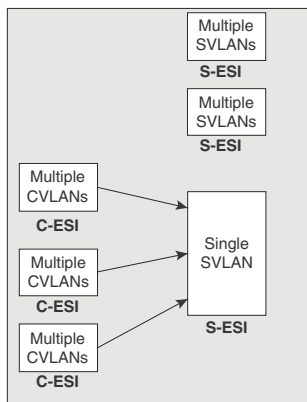 Multiple
SVLANs
S-ESI
Multiple
SVLANs
S-ESI
Multiple
CVLANs
C-ESI
Multiple
CVLANs
C-ESI
Multiple
CVLANs
C-ESI
Single
SVLAN
S-ESI